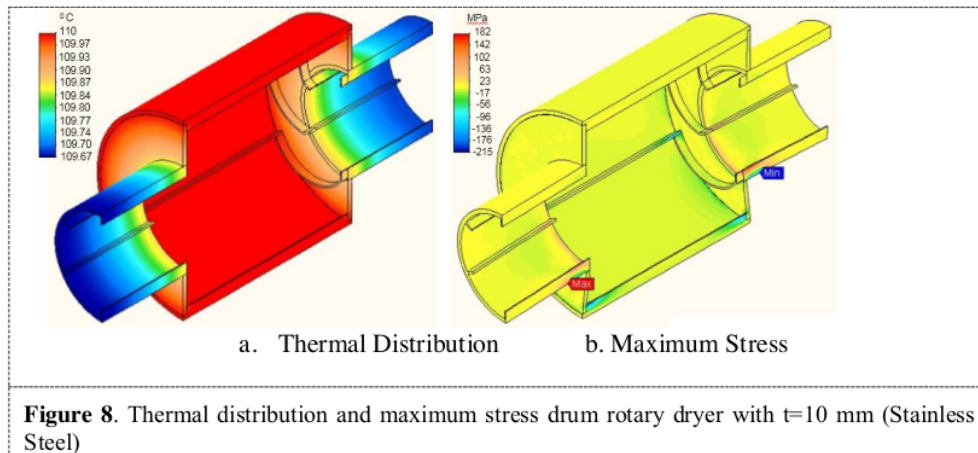 °C
110
109.97
109.93
109.90
109.87
109.84
109.80
109.77
109.74
109.70
109.67
MPa
182
142
102
63
23
-17
-56
-96
-136
-176
-215
Min
Max
a. Thermal Distribution
b. Maximum Stress
Figure 8. Thermal distribution and maximum stress drum rotary dryer with t=10 mm (Stainless
Steel)